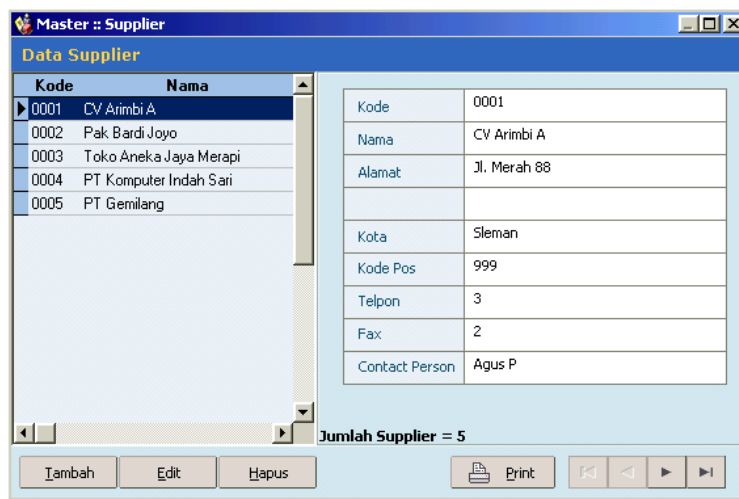 Master :: Supplier
Data Supplier
Kode Nama
0001 CV Arimbi A
0002 Pak Bardi Joyo
0003 Toko Aneka Jaya Merapi
0004 PT Komputer Indah Sari
0005 PT Gemilang
Kode 0001
Nama CV Arimbi A
Alamat Jl. Merah 88
Kota Sleman
Kode Pos 999
Telpon 3
Fax 2
Contact Person Agus P
Jumlah Supplier = 5
Tambah Edit Hapus Print